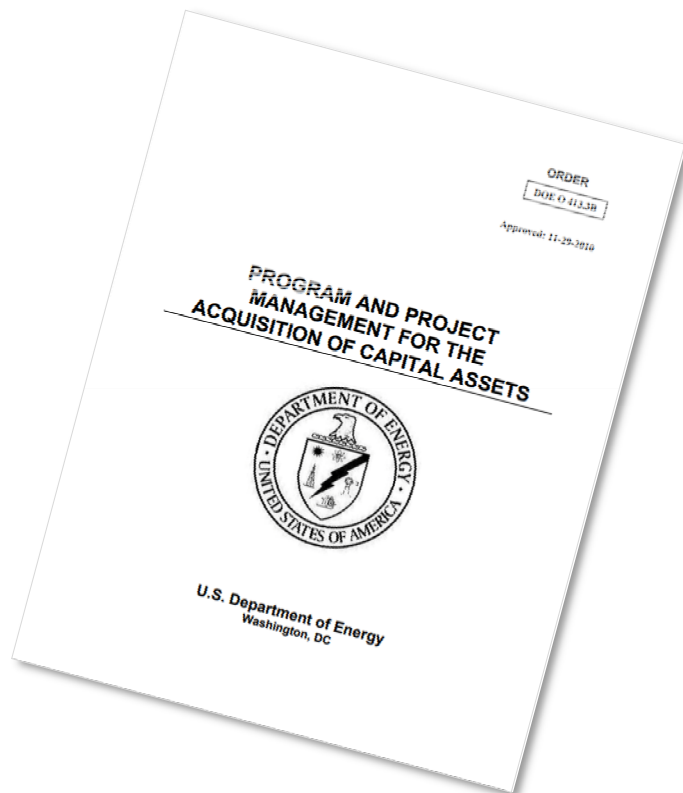 ORDER
DOE O 413.3B
Approved: 11-29-2010
PROGRAM AND PROJECT
MANAGEMENT FOR THE
ACQUISITION OF CAPITAL ASSETS
DEPARTMENT OF ENERGY
UNITED STATES OF AMERICA
U.S. Department of Energy
Washington, DC